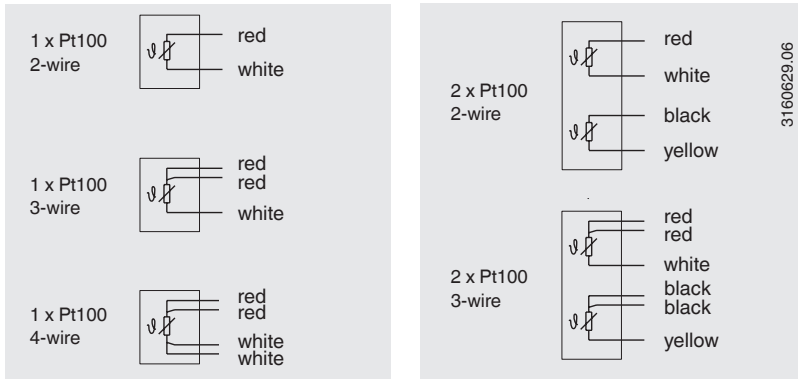 1 x Pt100
2-wire
red
white
1 x Pt100
3-wire
red
red
white
1 x Pt100
4-wire
red
red
white
white
2 x Pt100
2-wire
red
white
black
yellow
2 x Pt100
3-wire
red
red
white
black
black
yellow
3160629.06
ϑ
ϑ
ϑ
ϑ
ϑ
ϑ
ϑ